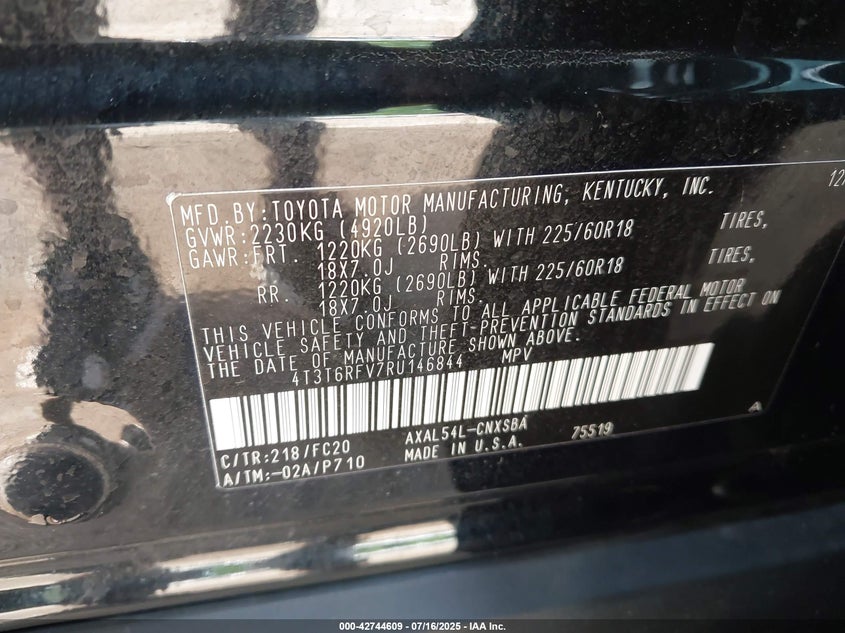 MFD. BY: TOYOTA MOTOR MANUFACTURING, KENTUCKY, INC.
GVWR:2230KG (4920LB)
GAWR:FRT. 1220KG (2690LB) WITH 225/60R18 TIRES,
18X7.0J RIMS,
RR. 1220KG (2690LB) WITH 225/60R18 TIRES,
18X7.0J RIMS.
THIS VEHICLE CONFORMS TO ALL APPLICABLE FEDERAL MOTOR
VEHICLE SAFETY AND THEFT-PREVENTION STANDARDS IN EFFECT ON
THE DATE OF MANUFACTURE SHOWN ABOVE.
4T3T6RFV7RU146844 MPV
A
C/TR:218/FC20 AXAL54L-CNXSBA 75519
A/TM:-02A/P710 MADE IN U.S.A.
000-42744609 - 07/16/2025 - IAA Inc.